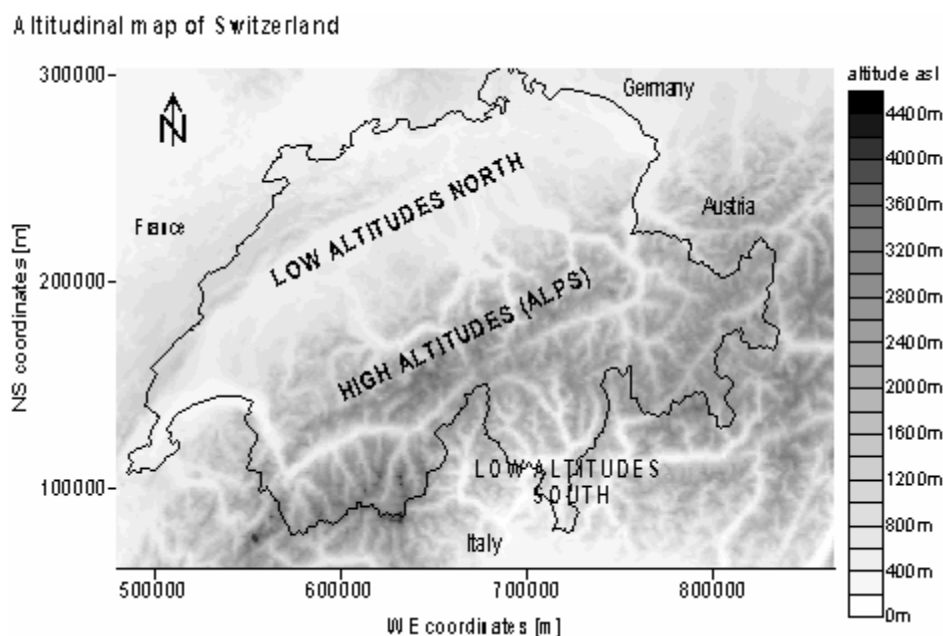 Altitudinal map of Switzerland
300000
200000
100000
NS coordinates [m]
N
France
Germany
Austria
Italy
LOW ALTITUDES NORTH
HIGH ALTITUDES (ALPS)
LOW ALTITUDES
SOUTH
500000 600000 700000 800000
WE coordinates [m]
altitude asl
4400m
4000m
3600m
3200m
2800m
2400m
2000m
1600m
1200m
800m
400m
0m